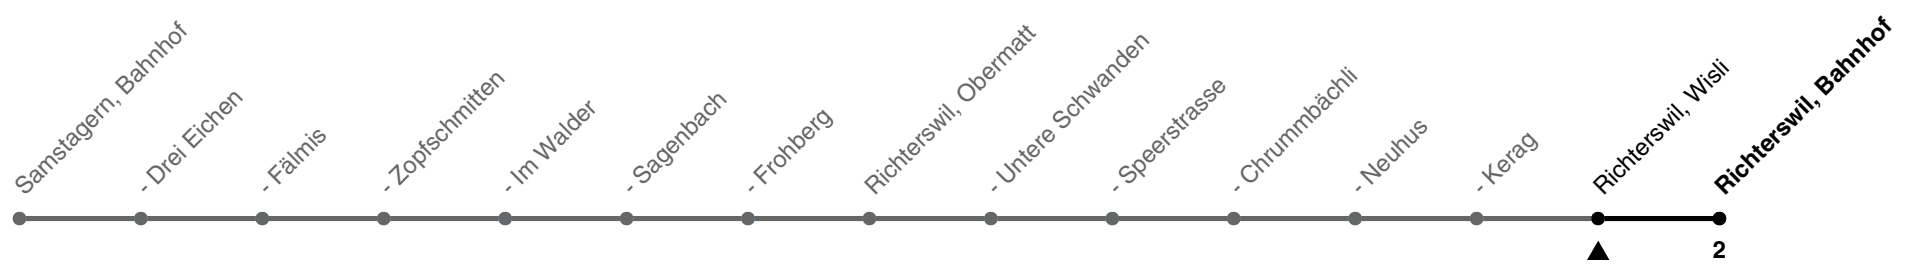 Samstagern, Bahnhof
- Drei Eichen
- Fälmis
- Zopfschmitten
- Im Walder
- Sagenbach
- Frohberg
Richterswil, Obermatt
- Untere Schwanden
- Speerstrasse
- Chrummbächli
- Neuhus
- Kerag
Richterswil, Wisli
Richterswil, Bahnhof
2